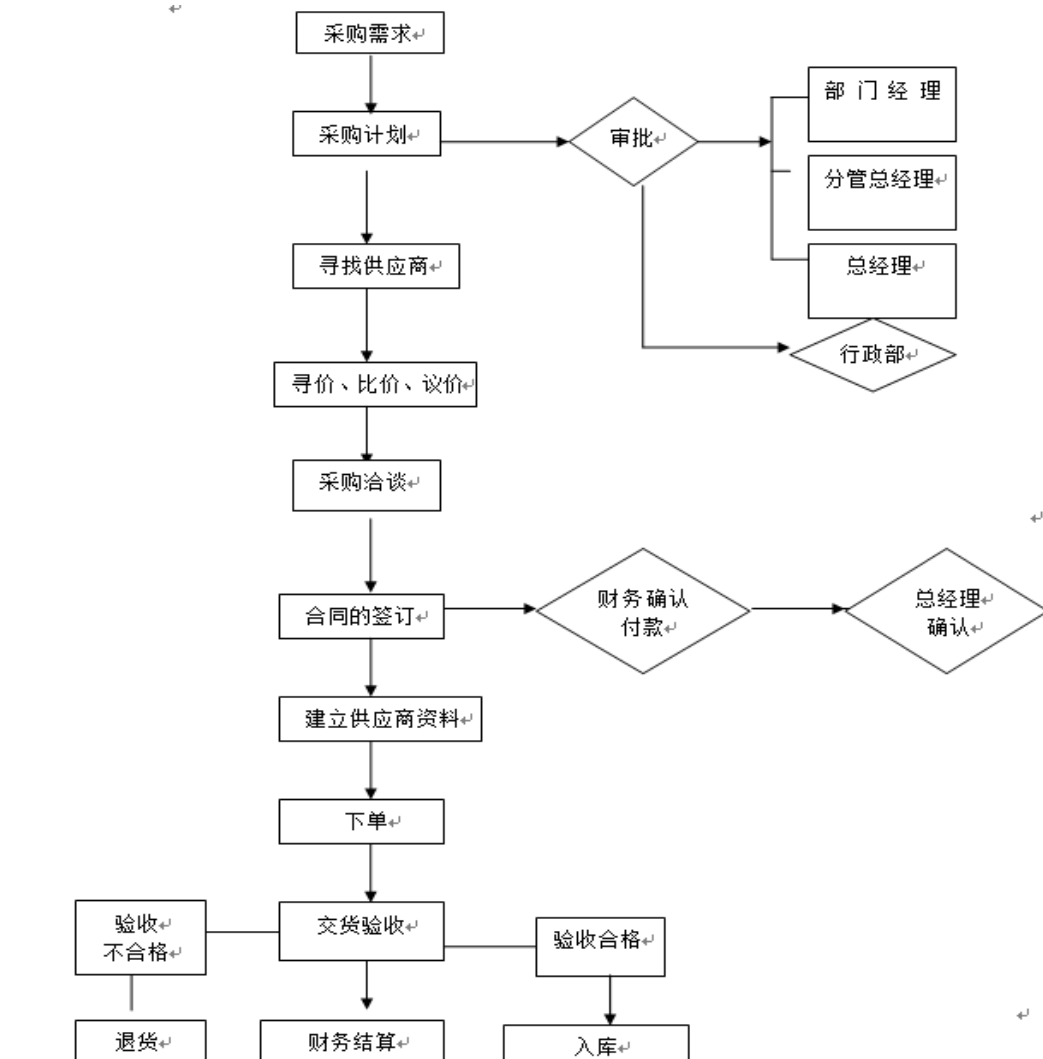 采购需求
部门经理
采购计划
审批
分管总经理
寻找供应商
总经理
行政部
寻价、比价、议价
采购洽谈
合同的签订
财务确认
付款
总经理
确认
建立供应商资料
下单
验收
不合格
交货验收
验收合格
退货
财务结算
入库